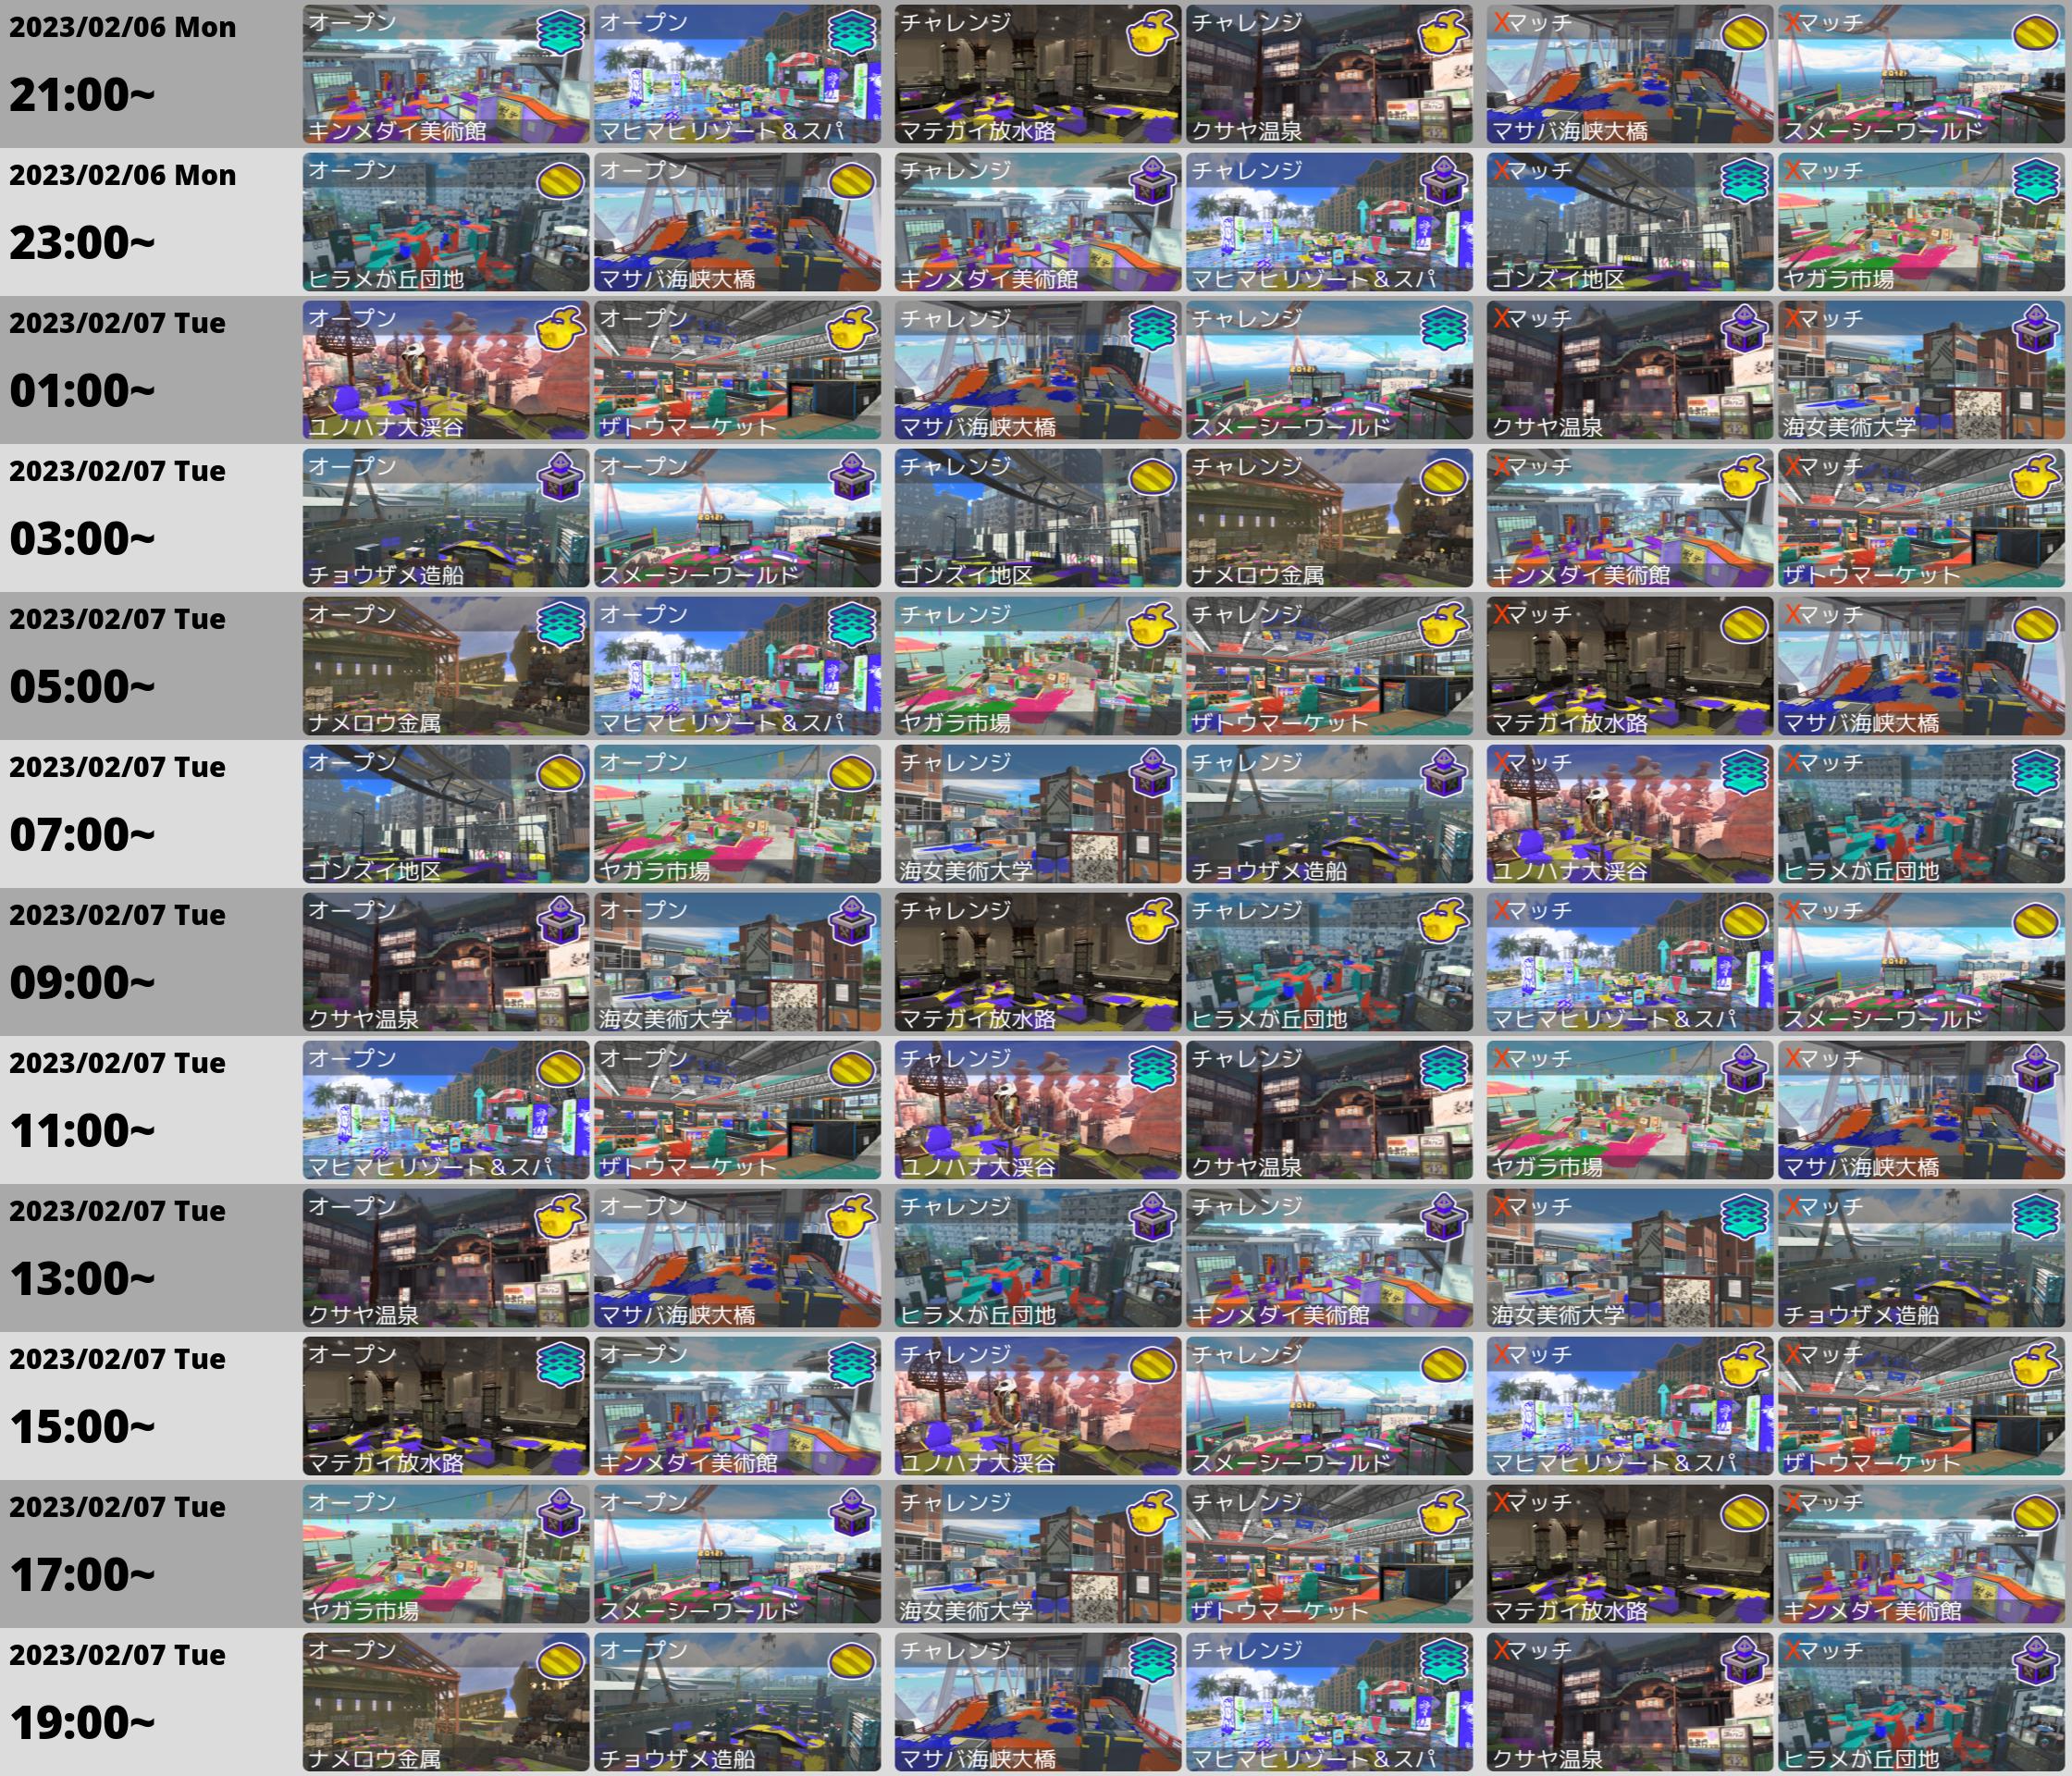 2023/02/06 Mon
21:00~
オープン オープン チャレンジ チャレンジ Xマッチ Xマッチ
キンメダイ美術館 マヒマヒリゾート&スパ マテガイ放水路 クサヤ温泉 マサバ海峡大橋 スメーシーワールド
2023/02/06 Mon
23:00~
オープン オープン チャレンジ チャレンジ Xマッチ Xマッチ
ヒラメが丘団地 マサバ海峡大橋 キンメダイ美術館 マヒマヒリゾート&スパ ゴンズイ地区 ヤガラ市場
2023/02/07 Tue
01:00~
オープン オープン チャレンジ チャレンジ Xマッチ Xマッチ
ユノハナ大渓谷 ザトウマーケット マサバ海峡大橋 スメーシーワールド クサヤ温泉 海女美術大学
2023/02/07 Tue
03:00~
オープン オープン チャレンジ チャレンジ Xマッチ Xマッチ
チョウザメ造船 スメーシーワールド ゴンズイ地区 ナメロウ金属 キンメダイ美術館 ザトウマーケット
2023/02/07 Tue
05:00~
オープン オープン チャレンジ チャレンジ Xマッチ Xマッチ
ナメロウ金属 マヒマヒリゾート&スパ ヤガラ市場 ザトウマーケット マテガイ放水路 マサバ海峡大橋
2023/02/07 Tue
07:00~
オープン オープン チャレンジ チャレンジ Xマッチ Xマッチ
ゴンズイ地区 ヤガラ市場 海女美術大学 チョウザメ造船 ユノハナ大渓谷 ヒラメが丘団地
2023/02/07 Tue
09:00~
オープン オープン チャレンジ チャレンジ Xマッチ Xマッチ
クサヤ温泉 海女美術大学 マテガイ放水路 ヒラメが丘団地 マヒマヒリゾート&スパ スメーシーワールド
2023/02/07 Tue
11:00~
オープン オープン チャレンジ チャレンジ Xマッチ Xマッチ
マヒマヒリゾート&スパ ザトウマーケット ユノハナ大渓谷 クサヤ温泉 ヤガラ市場 マサバ海峡大橋
2023/02/07 Tue
13:00~
オープン オープン チャレンジ チャレンジ Xマッチ Xマッチ
クサヤ温泉 マサバ海峡大橋 ヒラメが丘団地 キンメダイ美術館 海女美術大学 チョウザメ造船
2023/02/07 Tue
15:00~
オープン オープン チャレンジ チャレンジ Xマッチ Xマッチ
マテガイ放水路 キンメダイ美術館 ユノハナ大渓谷 スメーシーワールド マヒマヒリゾート&スパ ザトウマーケット
2023/02/07 Tue
17:00~
オープン オープン チャレンジ チャレンジ Xマッチ Xマッチ
ヤガラ市場 スメーシーワールド 海女美術大学 ザトウマーケット マテガイ放水路 キンメダイ美術館
2023/02/07 Tue
19:00~
オープン オープン チャレンジ チャレンジ Xマッチ Xマッチ
ナメロウ金属 チョウザメ造船 マサバ海峡大橋 マヒマヒリゾート&スパ クサヤ温泉 ヒラメが丘団地